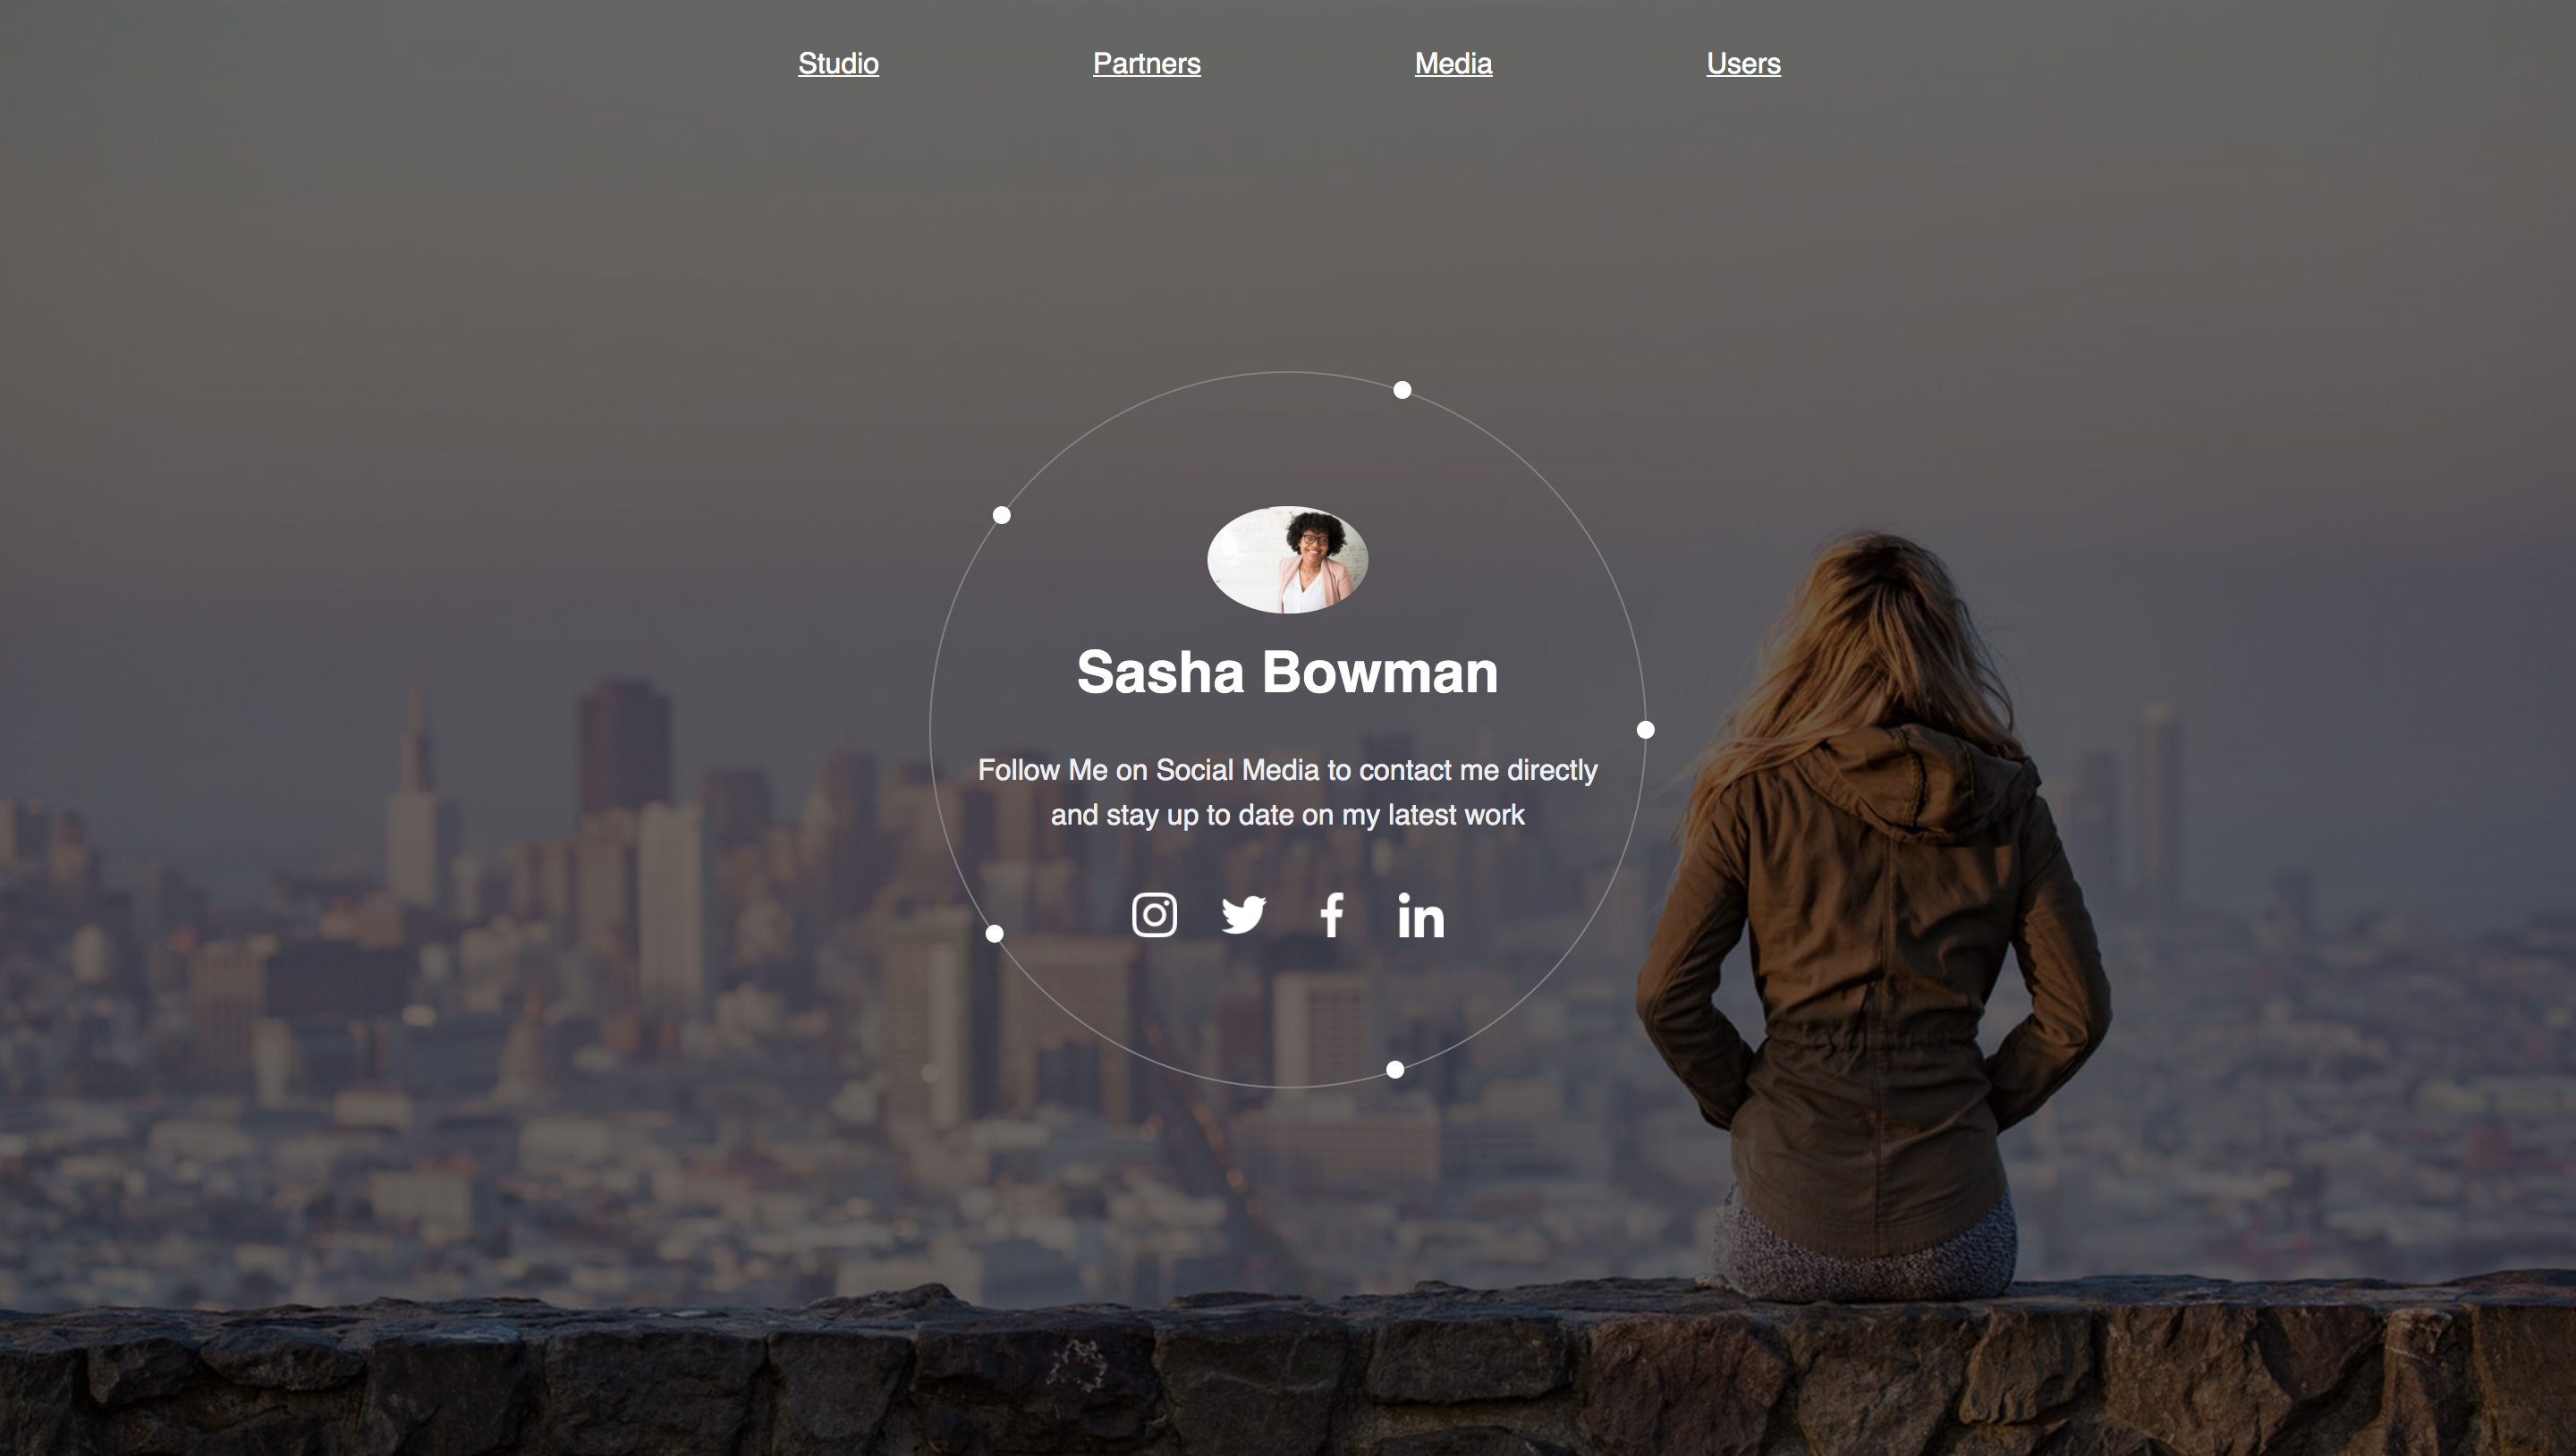 Studio Partners Media Users
Sasha Bowman
Follow Me on Social Media to contact me directly
and stay up to date on my latest work